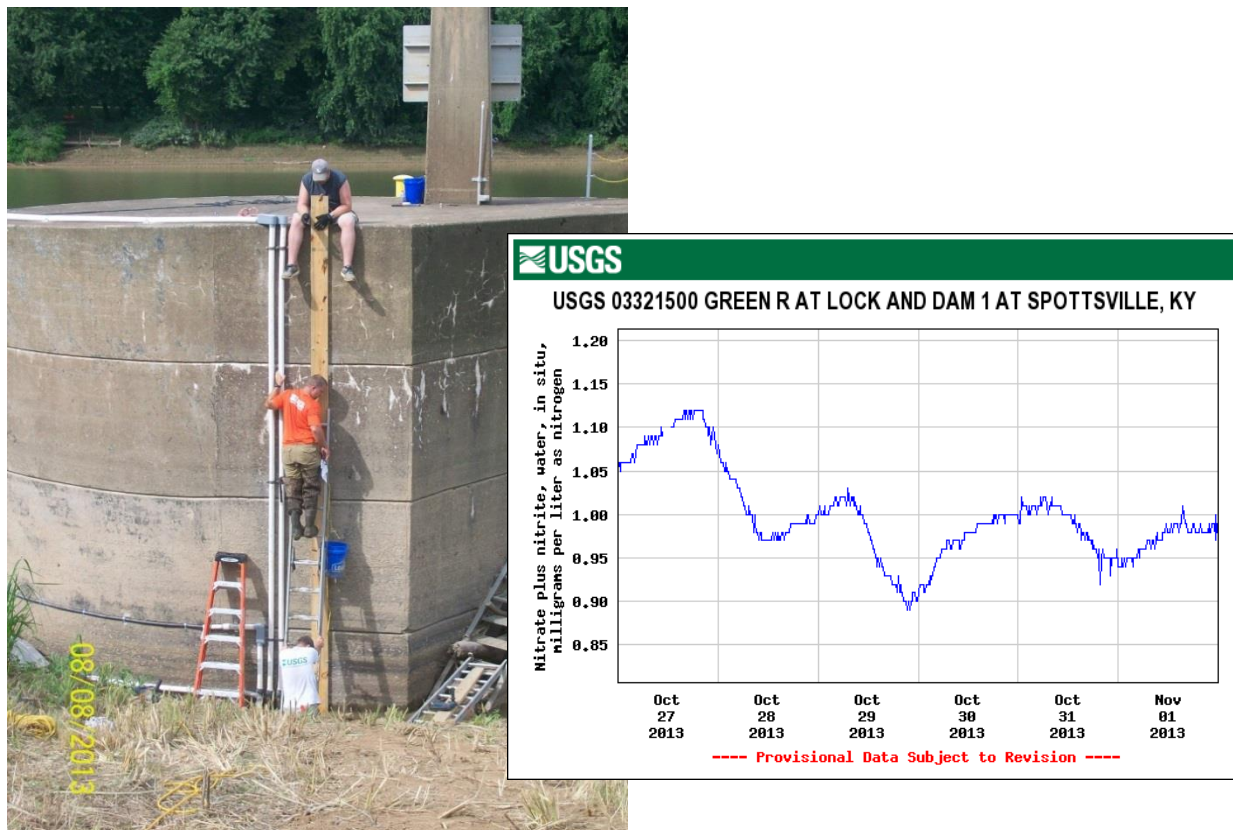 08/08/2013
USGS
USGS
USGS 03321500 GREEN R AT LOCK AND DAM 1 AT SPOTTSVILLE, KY
Nitrate plus nitrite, water, in situ,
milligrams per liter as nitrogen
1.20
1.15
1.10
1.05
1.00
0.95
0.90
0.85
Oct Oct Oct Oct Oct Nov
27 28 29 30 31 01
2013 2013 2013 2013 2013 2013
---- Provisional Data Subject to Revision ----